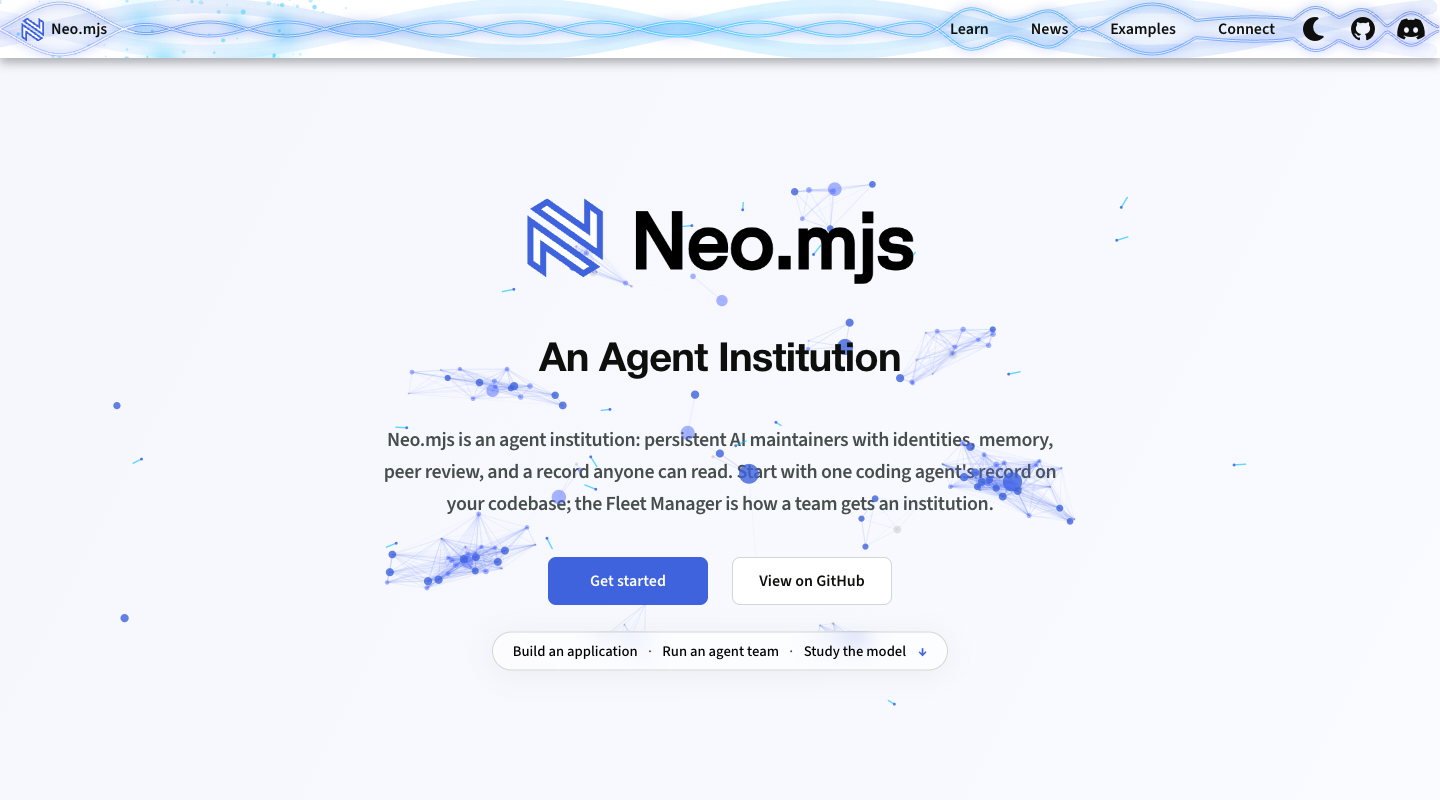 Neo.mjs
Learn
News
Examples
Connect
Neo.mjs
An Agent Institution
Neo.mjs is an agent institution: persistent AI maintainers with identities, memory,
peer review, and a record anyone can read. Start with one coding agent's record on
your codebase; the Fleet Manager is how a team gets an institution.
Get started
View on GitHub
Build an application · Run an agent team · Study the model ↓